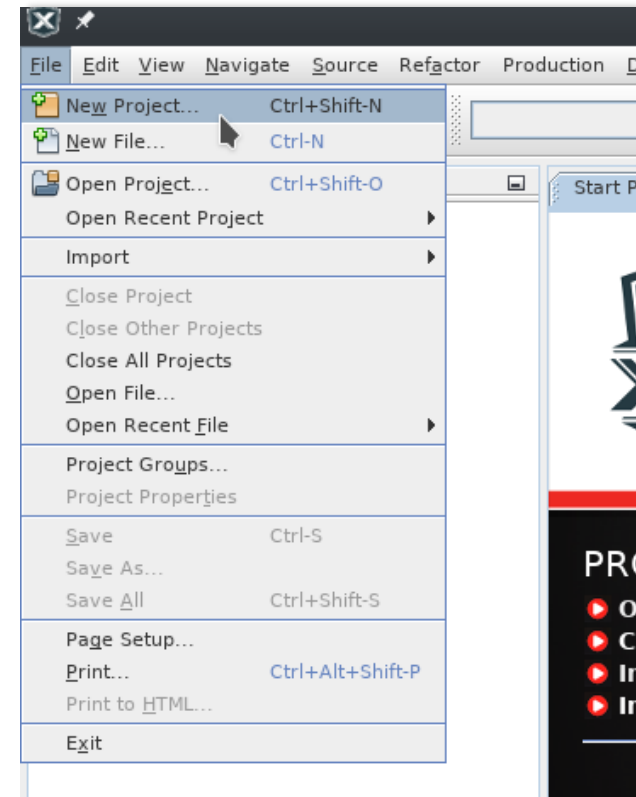 File Edit View Navigate Source Refactor Production
New Project... Ctrl+Shift-N
New File... Ctrl-N
Open Project... Ctrl+Shift-O
Start P
Open Recent Project
Import
Close Project
Close Other Projects
Close All Projects
Open File...
Open Recent File
Project Groups...
Project Properties
Save Ctrl-S
Save As...
PRO
Save All Ctrl+Shift-S
O
Page Setup...
C
Print... Ctrl+Alt+Shift-P
In
Print to HTML...
In
Exit